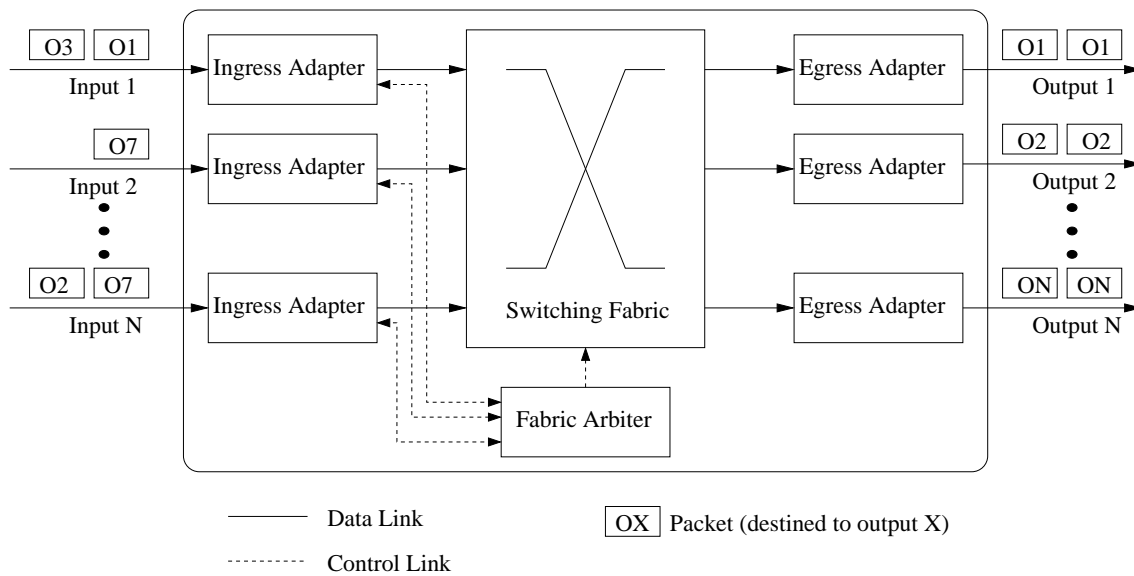 O3 O1
Input 1
Ingress Adapter
Egress Adapter
O1 O1
Output 1
O7
Input 2
Ingress Adapter
Egress Adapter
O2 O2
Output 2
O2 O7
Input N
Ingress Adapter
Switching Fabric
Egress Adapter
ON ON
Output N
Fabric Arbiter
Data Link
OX Packet (destined to output X)
Control Link